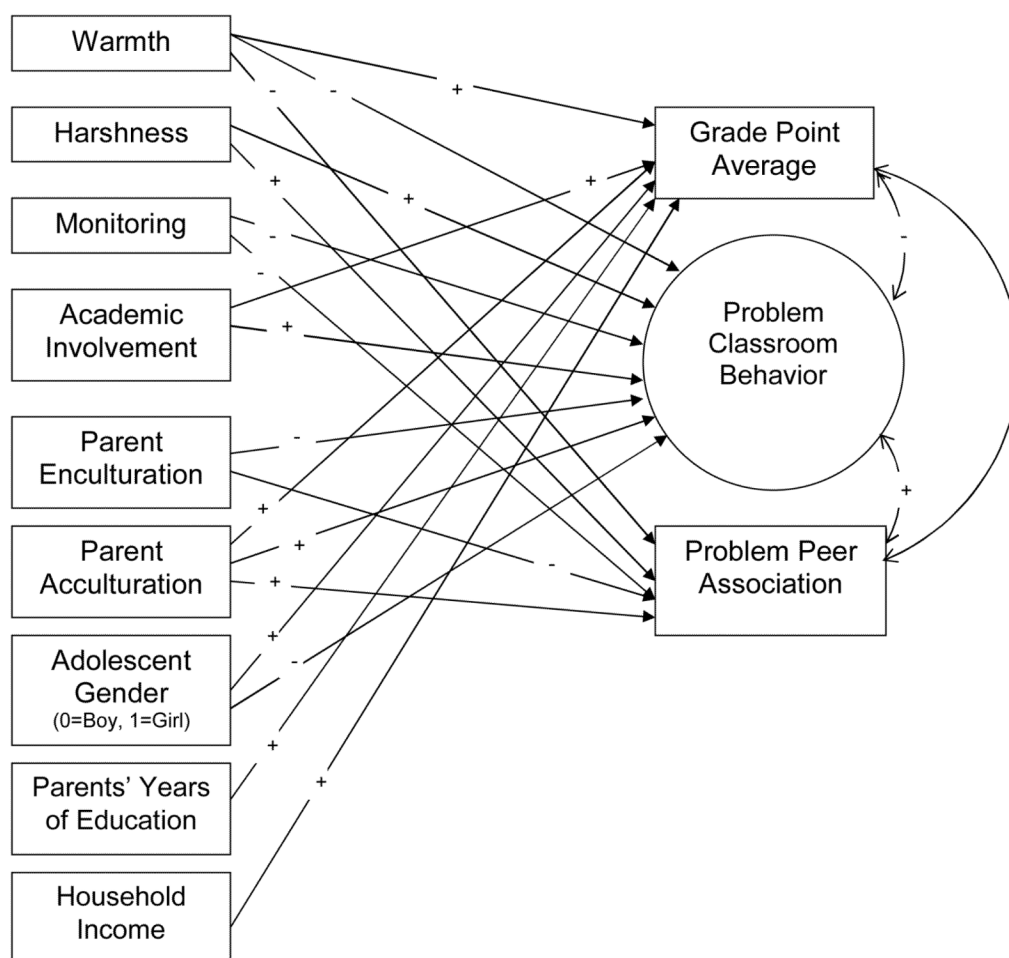 Warmth
Harshness
Monitoring
Academic
Involvement
Parent
Enculturation
Parent
Acculturation
Adolescent
Gender
(0=Boy, 1=Girl)
Parents’ Years
of Education
Household
Income
+
-
-
+
+
+
-
-
+
-
+
+
-
+
+
-
+
+
Grade Point
Average
-
Problem
Classroom
Behavior
+
Problem Peer
Association